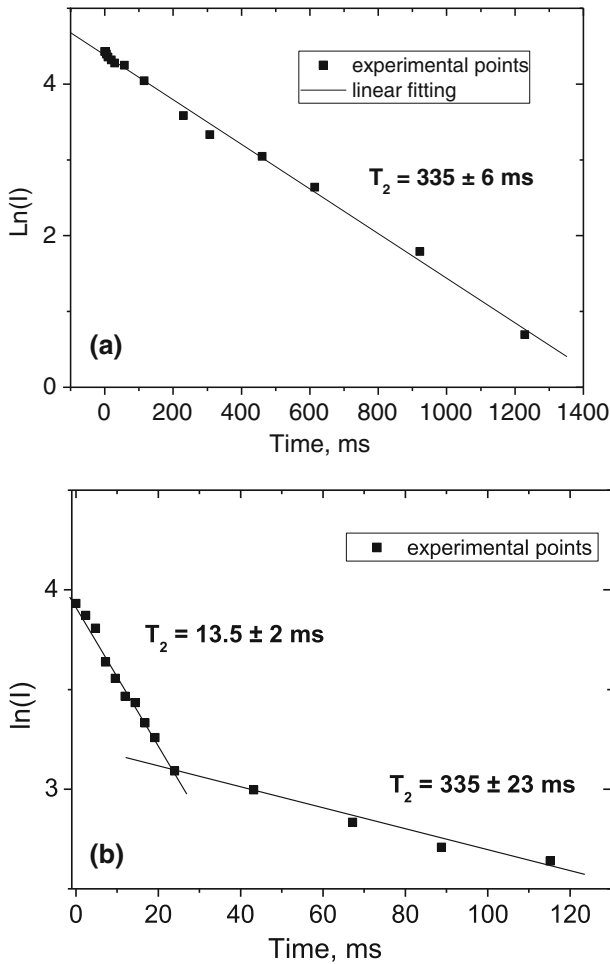 experimental points
linear fitting
T2 = 335 ± 6 ms
Ln(I)
4
2
0
(a)
0 200 400 600 800 1000 1200 1400
Time, ms
experimental points
T2 = 13.5 ± 2 ms
T2 = 335 ± 23 ms
ln(I)
4
3
(b)
0 20 40 60 80 100 120
Time, ms